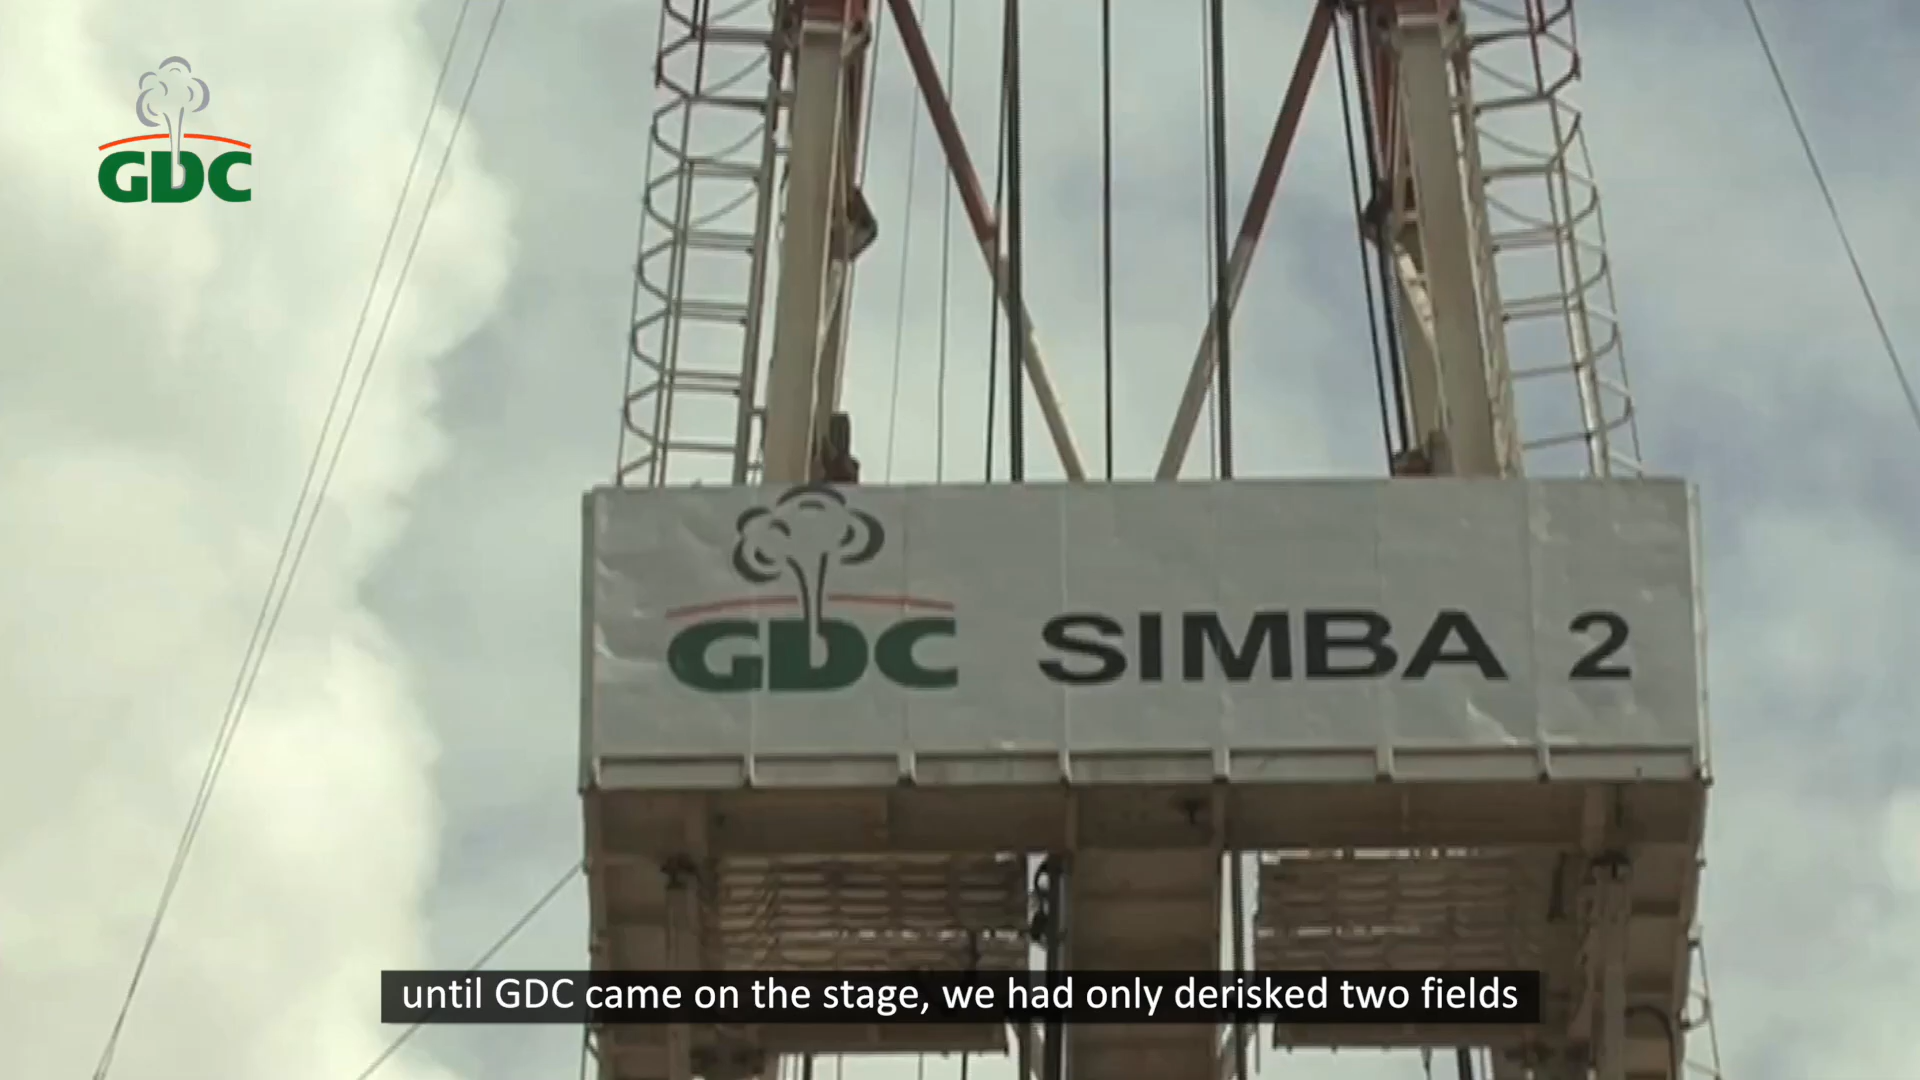 GDC
GDC SIMBA 2
until GDC came on the stage, we had only derisked two fields